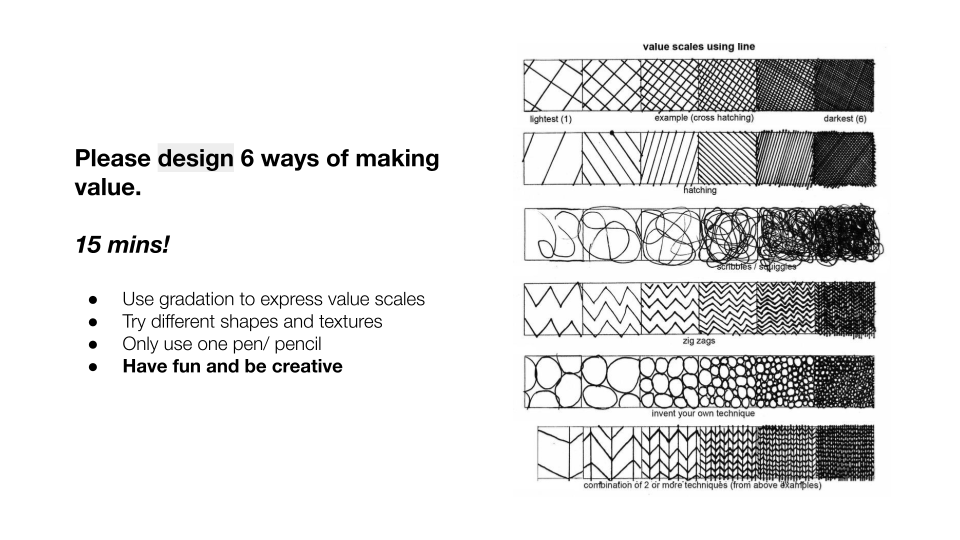 Please design 6 ways of making
value.
15 mins!
● Use gradation to express value scales
● Try different shapes and textures
● Only use one pen/ pencil
● Have fun and be creative
value scales using line
lightest (1) example (cross hatching) darkest (6)
hatching
scribbles / squiggles
zig zags
invent your own technique
combination of 2 or more techniques (from above examples)